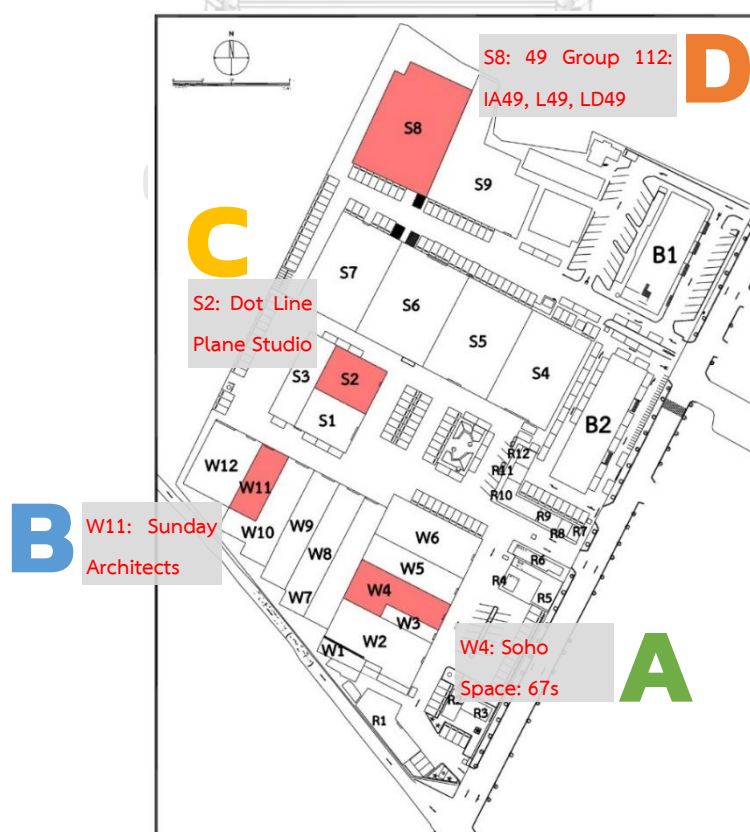 N
S8: 49 Group 112:
IA49, L49, LD49
D
S8
S9
B1
C
S2: Dot Line
Plane Studio
S7
S6
S5
S4
S3
S2
S1
B2
R12
R11
R10
R9
R8
R7
W12
W11
W10
W9
W8
W7
B
W11: Sunday
Architects
W6
W5
W4
W3
W2
W1
R6
R4
R5
W4: Soho
Space: 67s
A
R3
R1